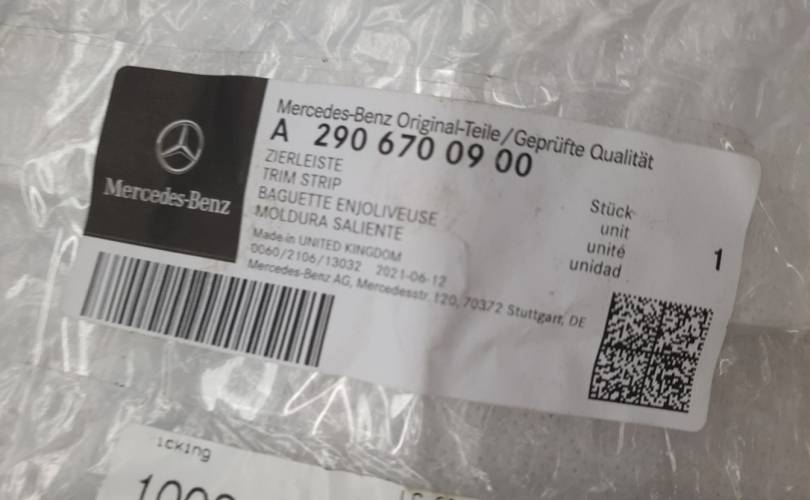 Mercedes-Benz
Mercedes-Benz Original-Teile/Geprüfte Qualität
A 290 670 09 00
ZIERLEISTE
TRIM STRIP
BAGUETTE ENJOLIVEUSE
MOLDURA SALIENTE
Made in UNITED KINGDOM
0060/2106/13032 2021-06-12
Mercedes-Benz AG, Mercedesstr. 120, 70372 Stuttgart, DE
Stück
unit
unité
unidad
1
icking